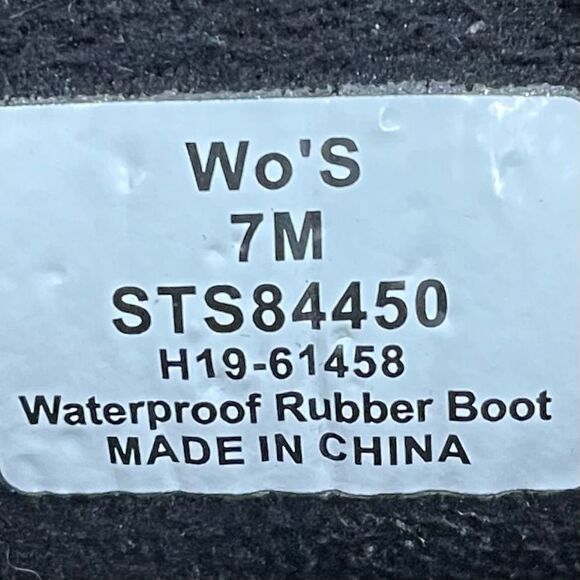 Wo'S
7M
STS84450
H19-61458
Waterproof Rubber Boot
MADE IN CHINA